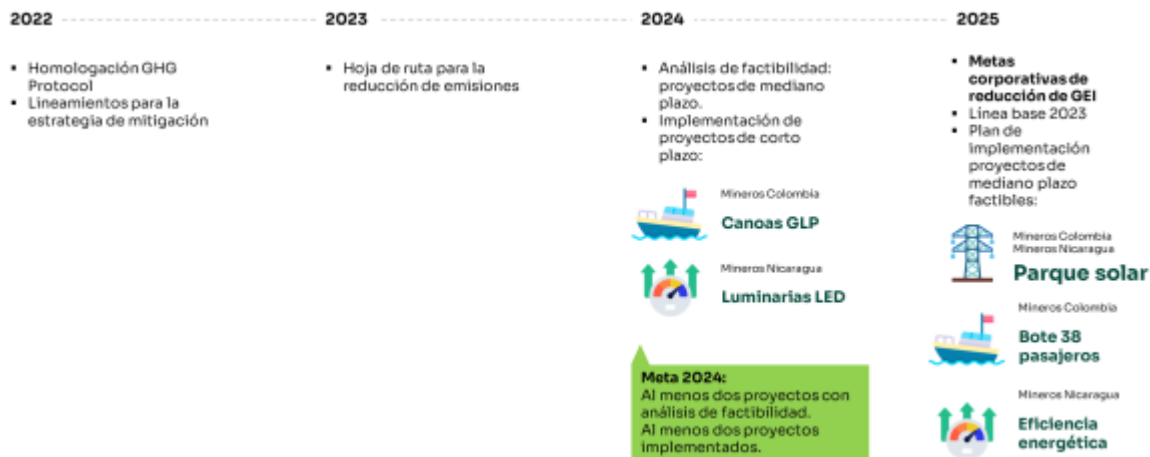 2022
2023
2024
2025
▪ Homologación GHG
Protocol
▪ Lineamientos para la
estrategia de mitigación
▪ Hoja de ruta para la
reducción de emisiones
▪ Análisis de factibilidad:
proyectos de mediano
plazo.
▪ Implementación de
proyectos de corto
plazo:
Mineros Colombia
Canoas GLP
Mineros Nicaragua
Luminarias LED
Meta 2024:
Al menos dos proyectos con
análisis de factibilidad.
Al menos dos proyectos
implementados.
▪ Metas
corporativas de
reducción de GEI
▪ Línea base 2023
▪ Plan de
implementación
proyectos de
mediano plazo
factibles:
Mineros Colombia
Mineros Nicaragua
Parque solar
Mineros Colombia
Bote 38
pasajeros
Mineros Nicaragua
Eficiencia
energética